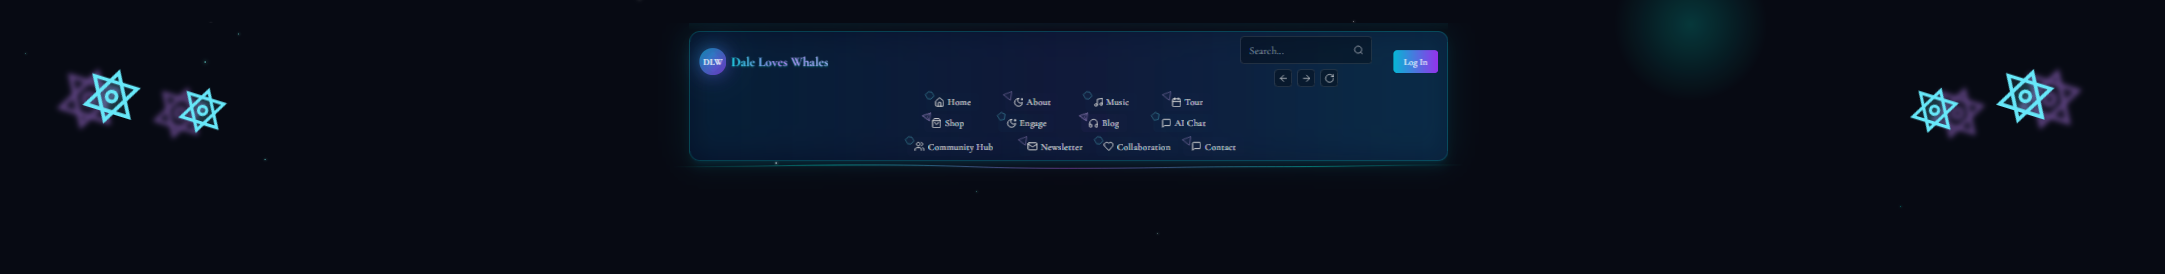 Search...
DLW Dale Loves Whales
Log In
Home About Music Tour
Shop Engage Blog AI Chat
Community Hub Newsletter Collaboration Contact